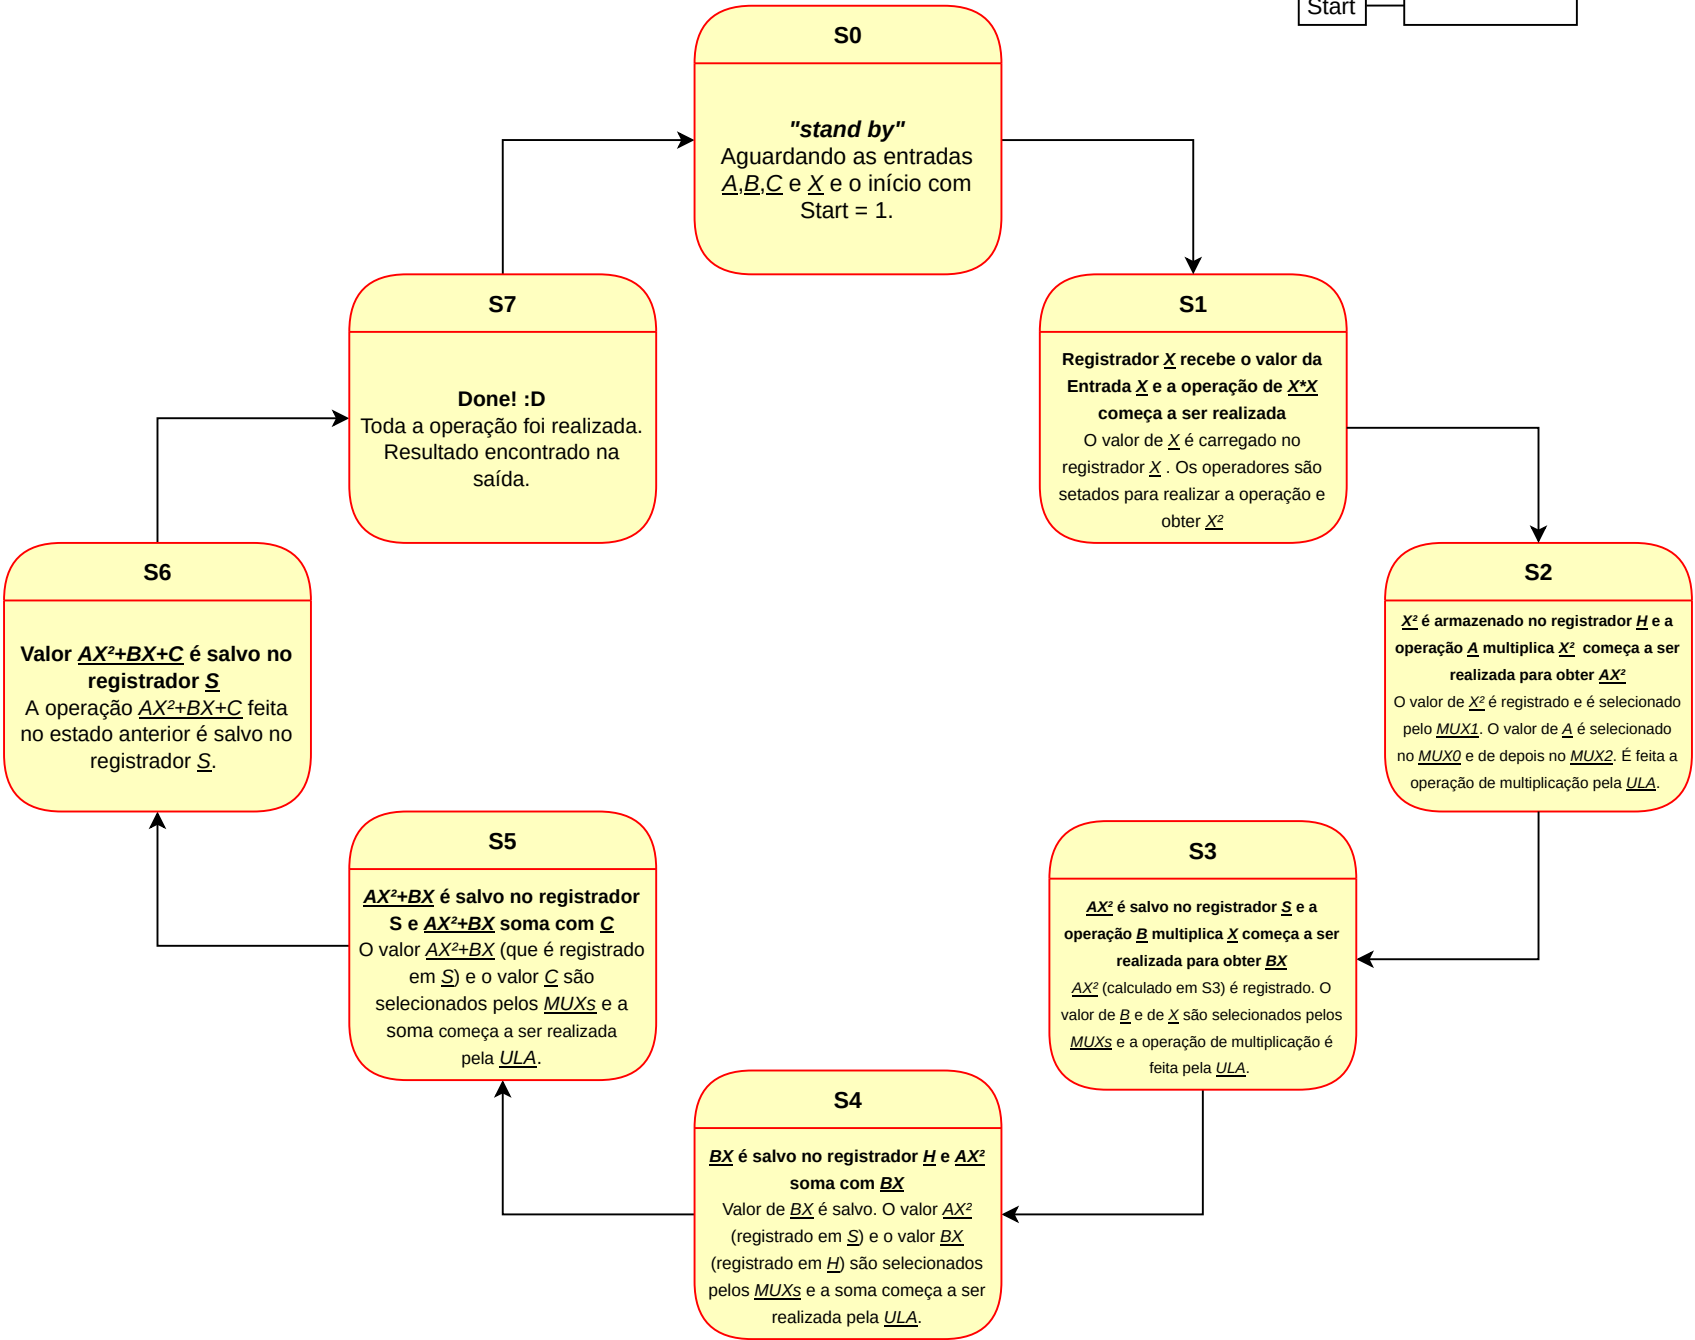 Start
S0
"stand by"
Aguardando as entradas
A,B,C e X e o início com
Start = 1.
S1
Registrador X recebe o valor da
Entrada X e a operação de X*X
começa a ser realizada
O valor de X é carregado no
registrador X . Os operadores são
setados para realizar a operação e
obter X²
S2
X² é armazenado no registrador H e a
operação A multiplica X² começa a ser
realizada para obter AX²
O valor de X² é registrado e é selecionado
pelo MUX1. O valor de A é selecionado
no MUX0 e de depois no MUX2. É feita a
operação de multiplicação pela ULA.
S3
AX² é salvo no registrador S e a
operação B multiplica X começa a ser
realizada para obter BX
AX² (calculado em S3) é registrado. O
valor de B e de X são selecionados pelos
MUXs e a operação de multiplicação é
feita pela ULA.
S4
BX é salvo no registrador H e AX²
soma com BX
Valor de BX é salvo. O valor AX²
(registrado em S) e o valor BX
(registrado em H) são selecionados
pelos MUXs e a soma começa a ser
realizada pela ULA.
S5
AX²+BX é salvo no registrador
S e AX²+BX soma com C
O valor AX²+BX (que é registrado
em S) e o valor C são
selecionados pelos MUXs e a
soma começa a ser realizada
pela ULA.
S6
Valor AX²+BX+C é salvo no
registrador S
A operação AX²+BX+C feita
no estado anterior é salvo no
registrador S.
S7
Done! :D
Toda a operação foi realizada.
Resultado encontrado na
saída.